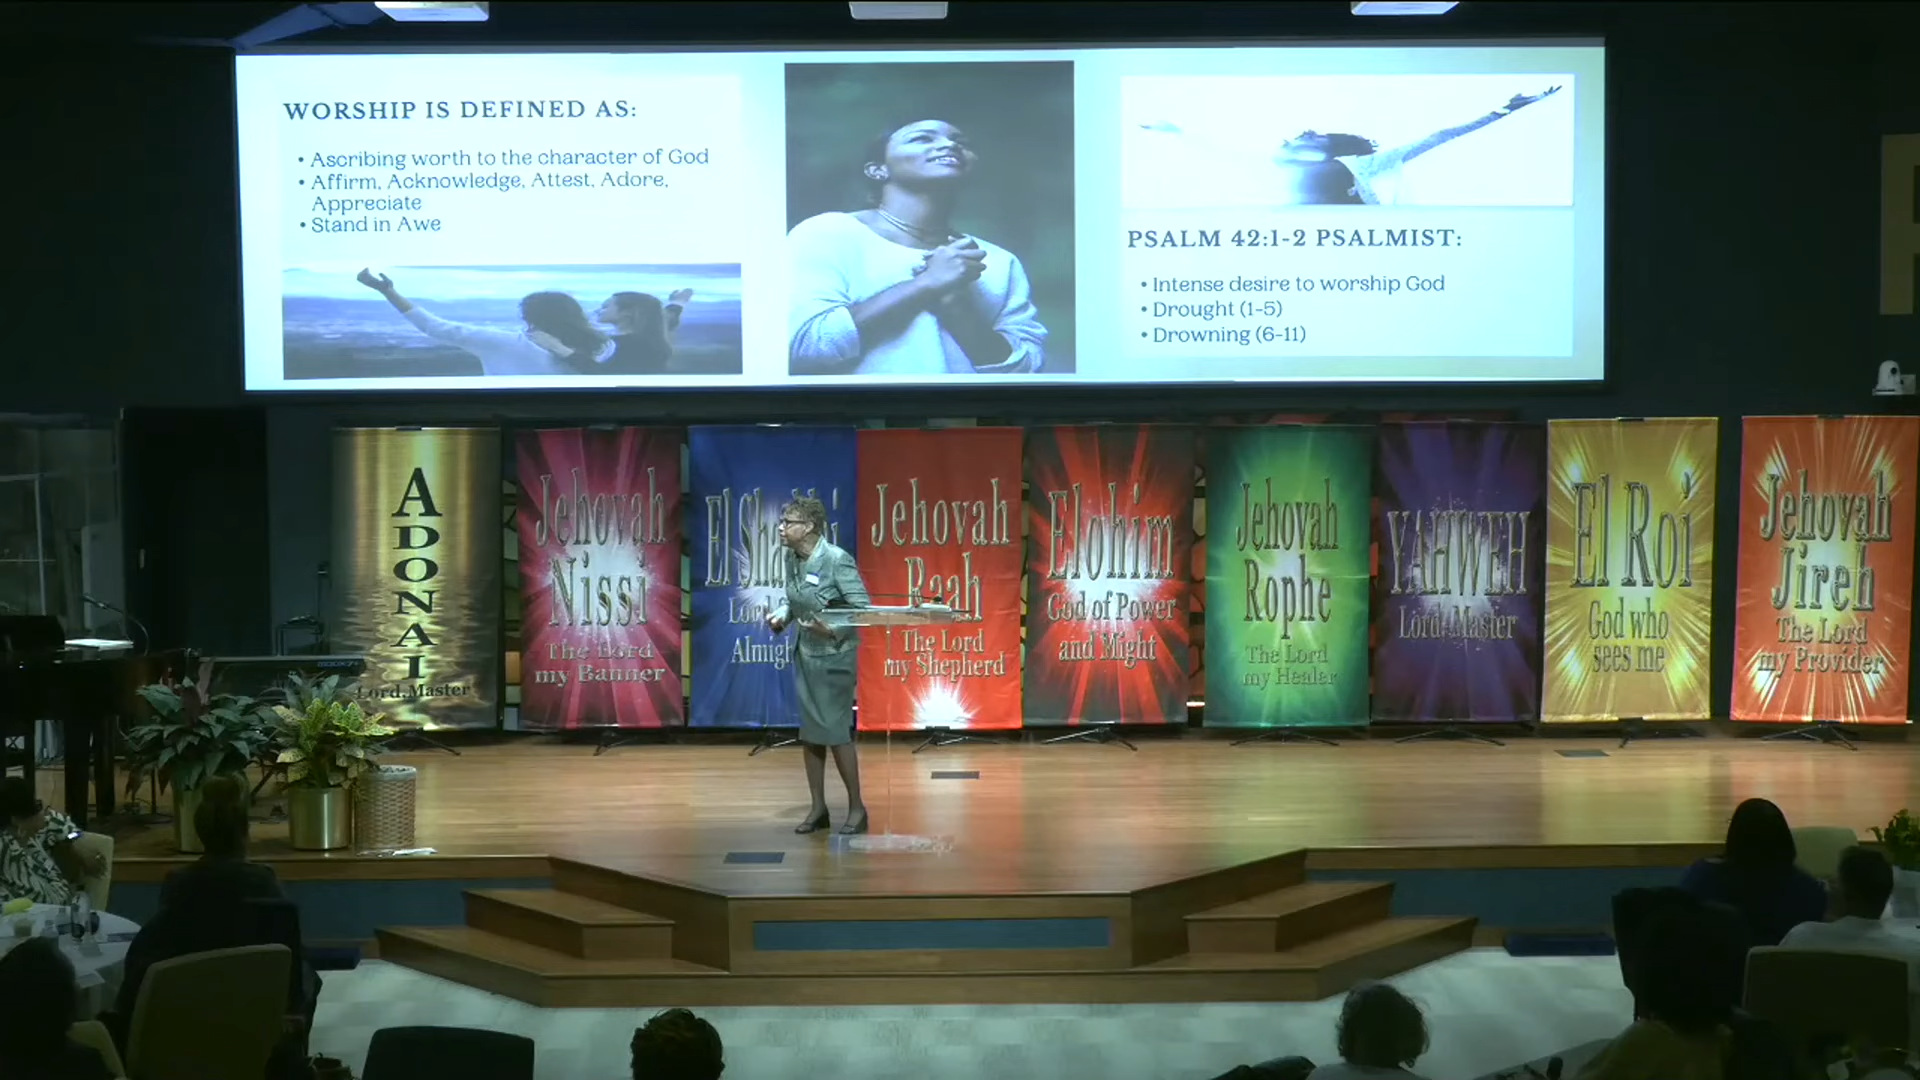 WORSHIP IS DEFINED AS:
• Ascribing worth to the character of God
• Affirm, Acknowledge, Attest, Adore,
Appreciate
• Stand in Awe
PSALM 42:1-2 PSALMIST:
• Intense desire to worship God
• Drought (1-5)
• Drowning (6-11)
ADONAI
Lord, Master
Jehovah
Nissi
The Lord
my Banner
El
Jehovah
Raah
The Lord
my Shepherd
Elohim
God of Power
and Might
Jehovah
Rophe
The Lord
my Healer
YAHWEH
Lord, Master
El Roi
God who
sees me
Jehovah
Jireh
The Lord
my Provider